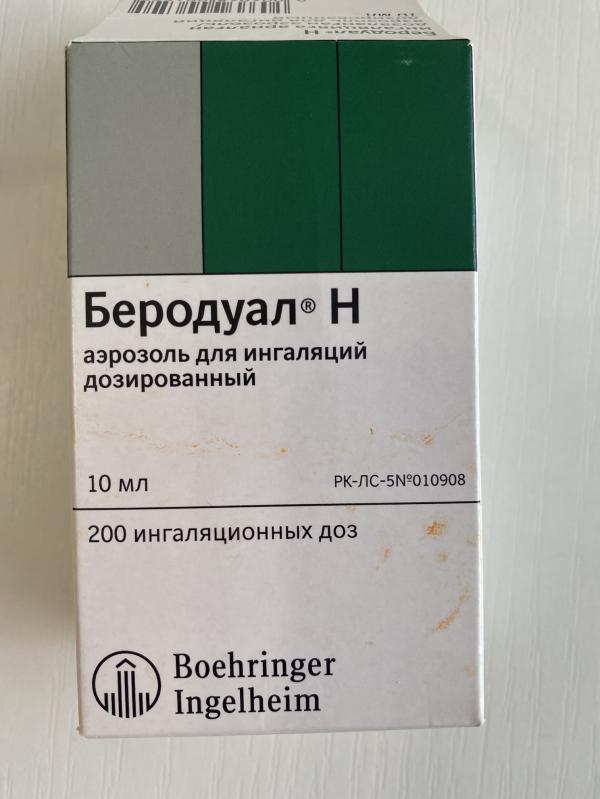 Беродуал® Н
аэрозоль для ингаляций
дозированный
10 мл
РК-ЛС-5№010908
200 ингаляционных доз
Boehringer
Ingelheim